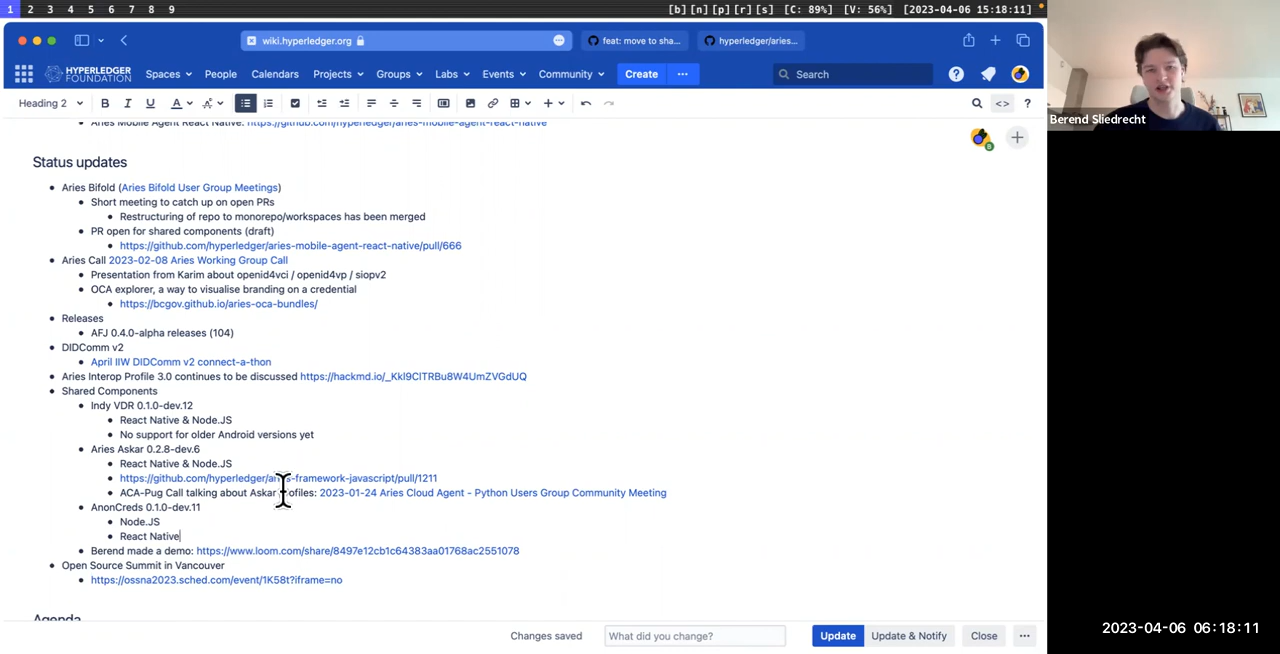 1 2 3 4 5 6 7 8 9
[b][n][p][r][s] [C: 89%] [V: 56%] [2023-04-06 15:18:11]
wiki.hyperledger.org
feat: move to sha...
hyperledger/aries...
HYPERLEDGER
FOUNDATION
Spaces People Calendars Projects Groups Labs Events Community Create ... Search
Heading 2
Aries Mobile Agent React Native: https://github.com/hyperledger/aries-mobile-agent-react-native
Status updates
Aries Bifold (Aries Bifold User Group Meetings)
Short meeting to catch up on open PRs
Restructuring of repo to monorepo/workspaces has been merged
PR open for shared components (draft)
https://github.com/hyperledger/aries-mobile-agent-react-native/pull/666
Aries Call 2023-02-08 Aries Working Group Call
Presentation from Karim about openid4vci / openid4vp / siopv2
OCA explorer, a way to visualise branding on a credential
https://bcgov.github.io/aries-oca-bundles/
Releases
AFJ 0.4.0-alpha releases (104)
DIDComm v2
April IIW DIDComm v2 connect-a-thon
Aries Interop Profile 3.0 continues to be discussed https://hackmd.io/_KkI9ClTRBu8W4UmZVGdUQ
Shared Components
Indy VDR 0.1.0-dev.12
React Native & Node.JS
No support for older Android versions yet
Aries Askar 0.2.8-dev.6
React Native & Node.JS
https://github.com/hyperledger/aries-framework-javascript/pull/1211
ACA-Pug Call talking about Askar profiles: 2023-01-24 Aries Cloud Agent - Python Users Group Community Meeting
AnonCreds 0.1.0-dev.11
Node.JS
React Native
Berend made a demo: https://www.loom.com/share/8497e12cb1c64383aa01768ac2551078
Open Source Summit in Vancouver
https://ossna2023.sched.com/event/1K58t?iframe=no
Agenda
Changes saved What did you change? Update Update & Notify Close ...
Berend Sliedrecht
2023-04-06 06:18:11